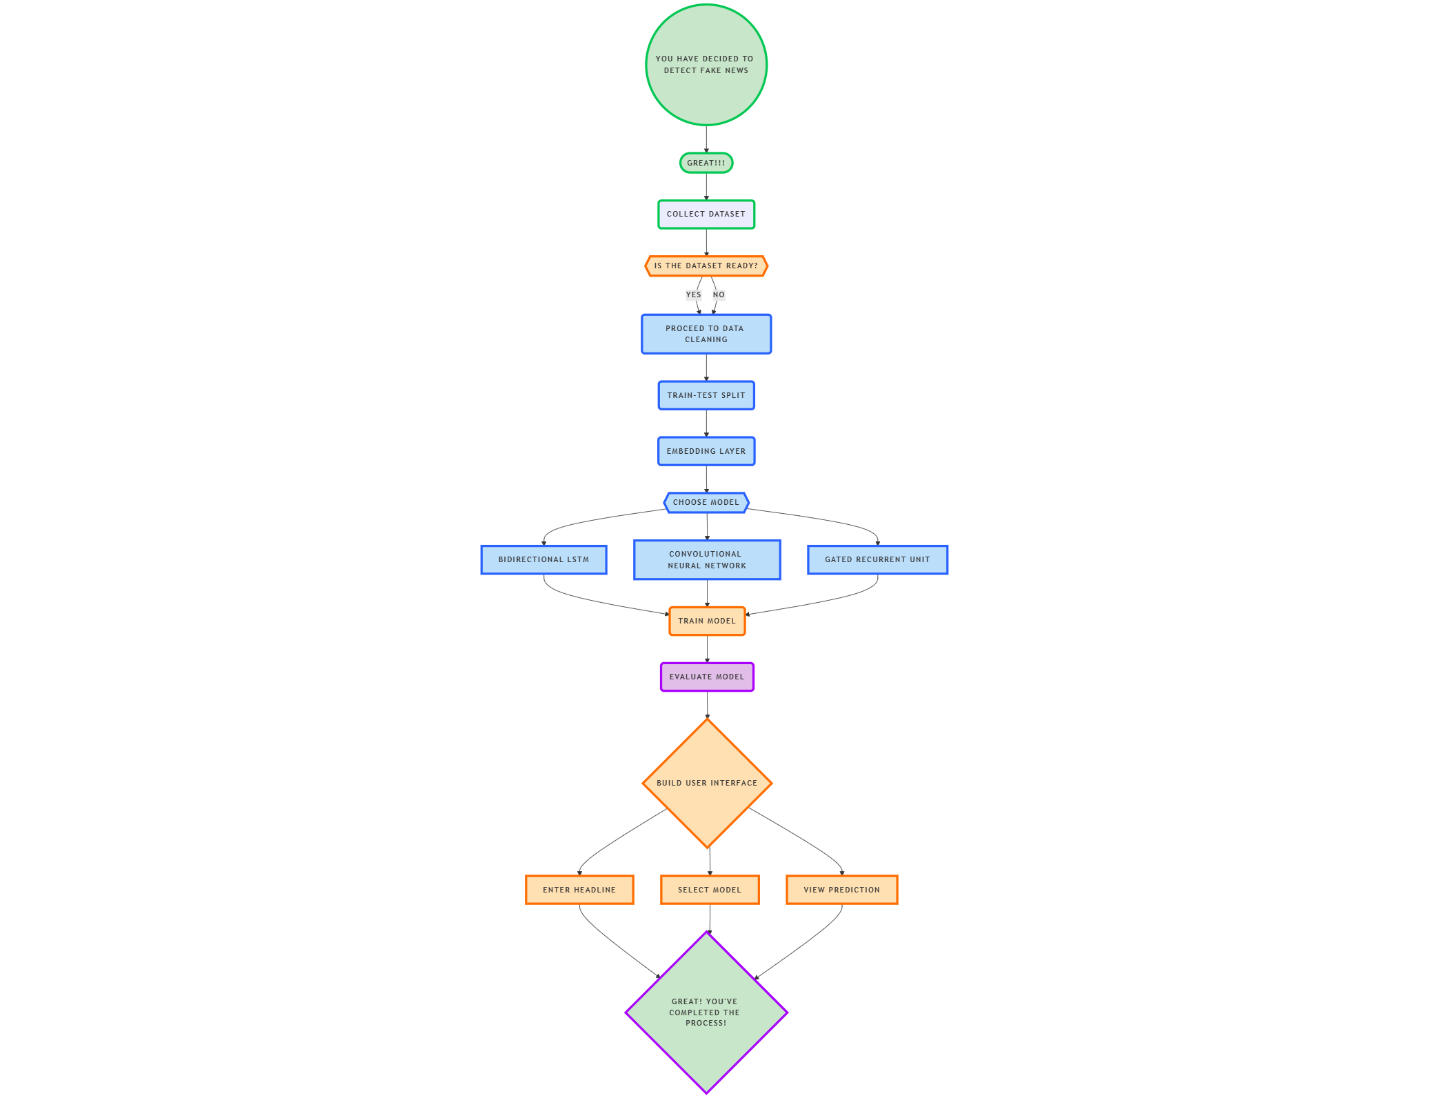 YOU HAVE DECIDED TO
DETECT FAKE NEWS
GREAT!!!
COLLECT DATASET
IS THE DATASET READY?
YES
NO
PROCEED TO DATA
CLEANING
TRAIN-TEST SPLIT
EMBEDDING LAYER
CHOOSE MODEL
BIDIRECTIONAL LSTM
CONVOLUTIONAL
NEURAL NETWORK
GATED RECURRENT UNIT
TRAIN MODEL
EVALUATE MODEL
BUILD USER INTERFACE
ENTER HEADLINE
SELECT MODEL
VIEW PREDICTION
GREAT! YOU'VE
COMPLETED THE
PROCESS!